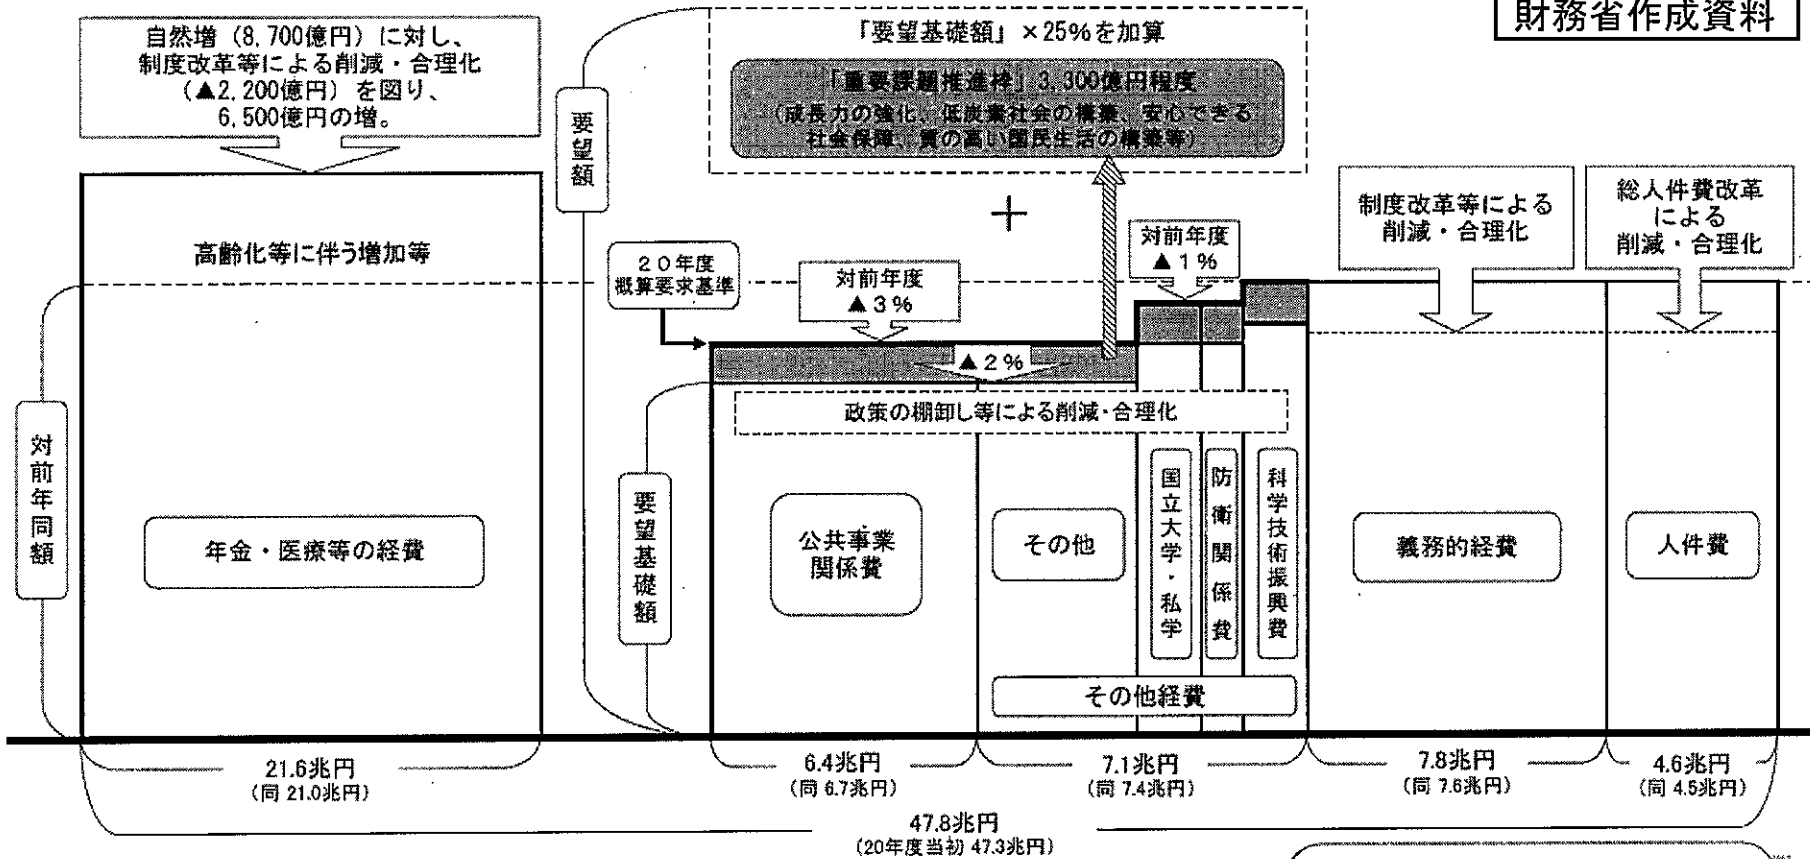 財務省作成資料
自然増（8,700億円）に対し、
制度改革等による削減・合理化
（▲2,200億円）を図り、
6,500億円の増。
「要望基礎額」×25%を加算
「重要課題推進枠」3,300億円程度
（成長力の強化、低炭素社会の構築、安心できる
社会保障、質の高い国民生活の構築等）
要望額
＋
制度改革等による
削減・合理化
総人件費改革
による
削減・合理化
対前年度
▲1%
高齢化等に伴う増加等
20年度
概算要求基準
対前年度
▲3%
▲2%
政策の棚卸し等による削減・合理化
対前年同額
要望基礎額
年金・医療等の経費
公共事業
関係費
その他
国立大学・私学
防衛関係費
科学技術振興費
義務的経費
人件費
その他経費
21.6兆円
（同 21.0兆円）
6.4兆円
（同 6.7兆円）
7.1兆円
（同 7.4兆円）
7.8兆円
（同 7.6兆円）
4.6兆円
（同 4.5兆円）
47.8兆円
（20年度当初 47.3兆円）